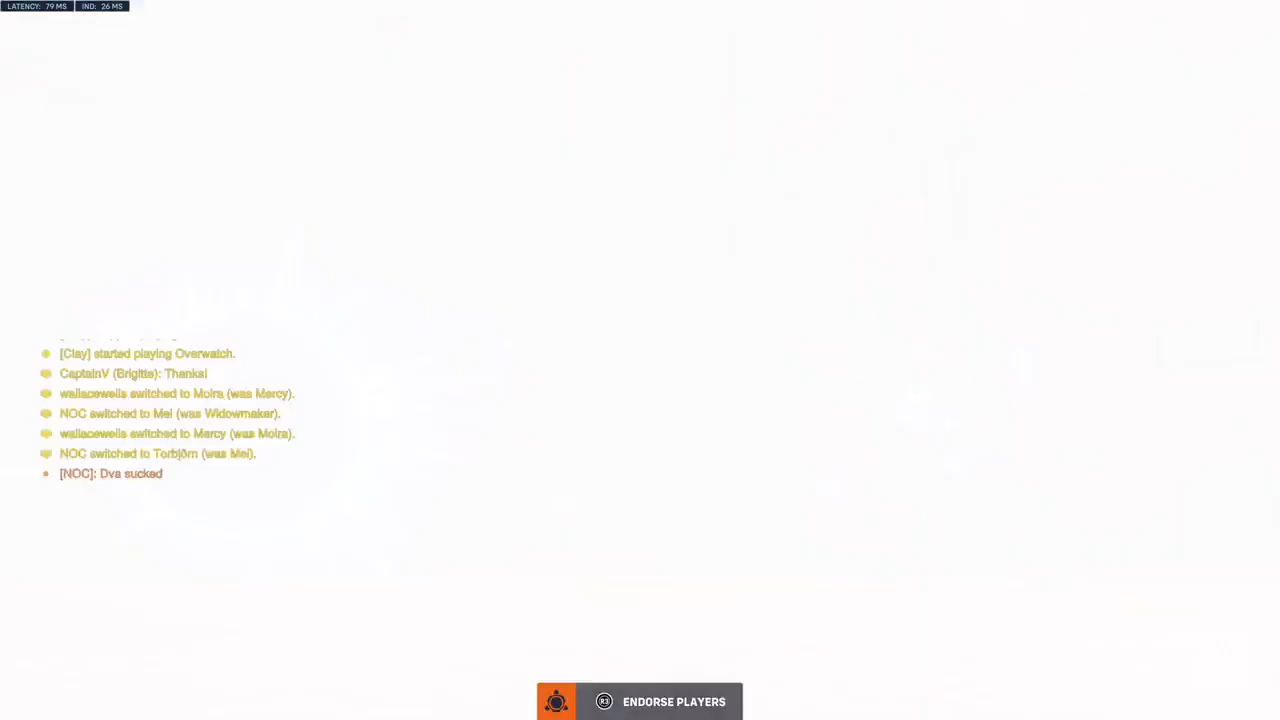 LATENCY: 79 MS IND: 26 MS
[Clay] started playing Overwatch.
CaptainV (Brigitte): Thanks!
wallacewells switched to Moira (was Mercy).
NOC switched to Mei (was Widowmaker).
wallacewells switched to Mercy (was Moira).
NOC switched to Torbjörn (was Mei).
[NOC]: Dva sucked
R3 ENDORSE PLAYERS